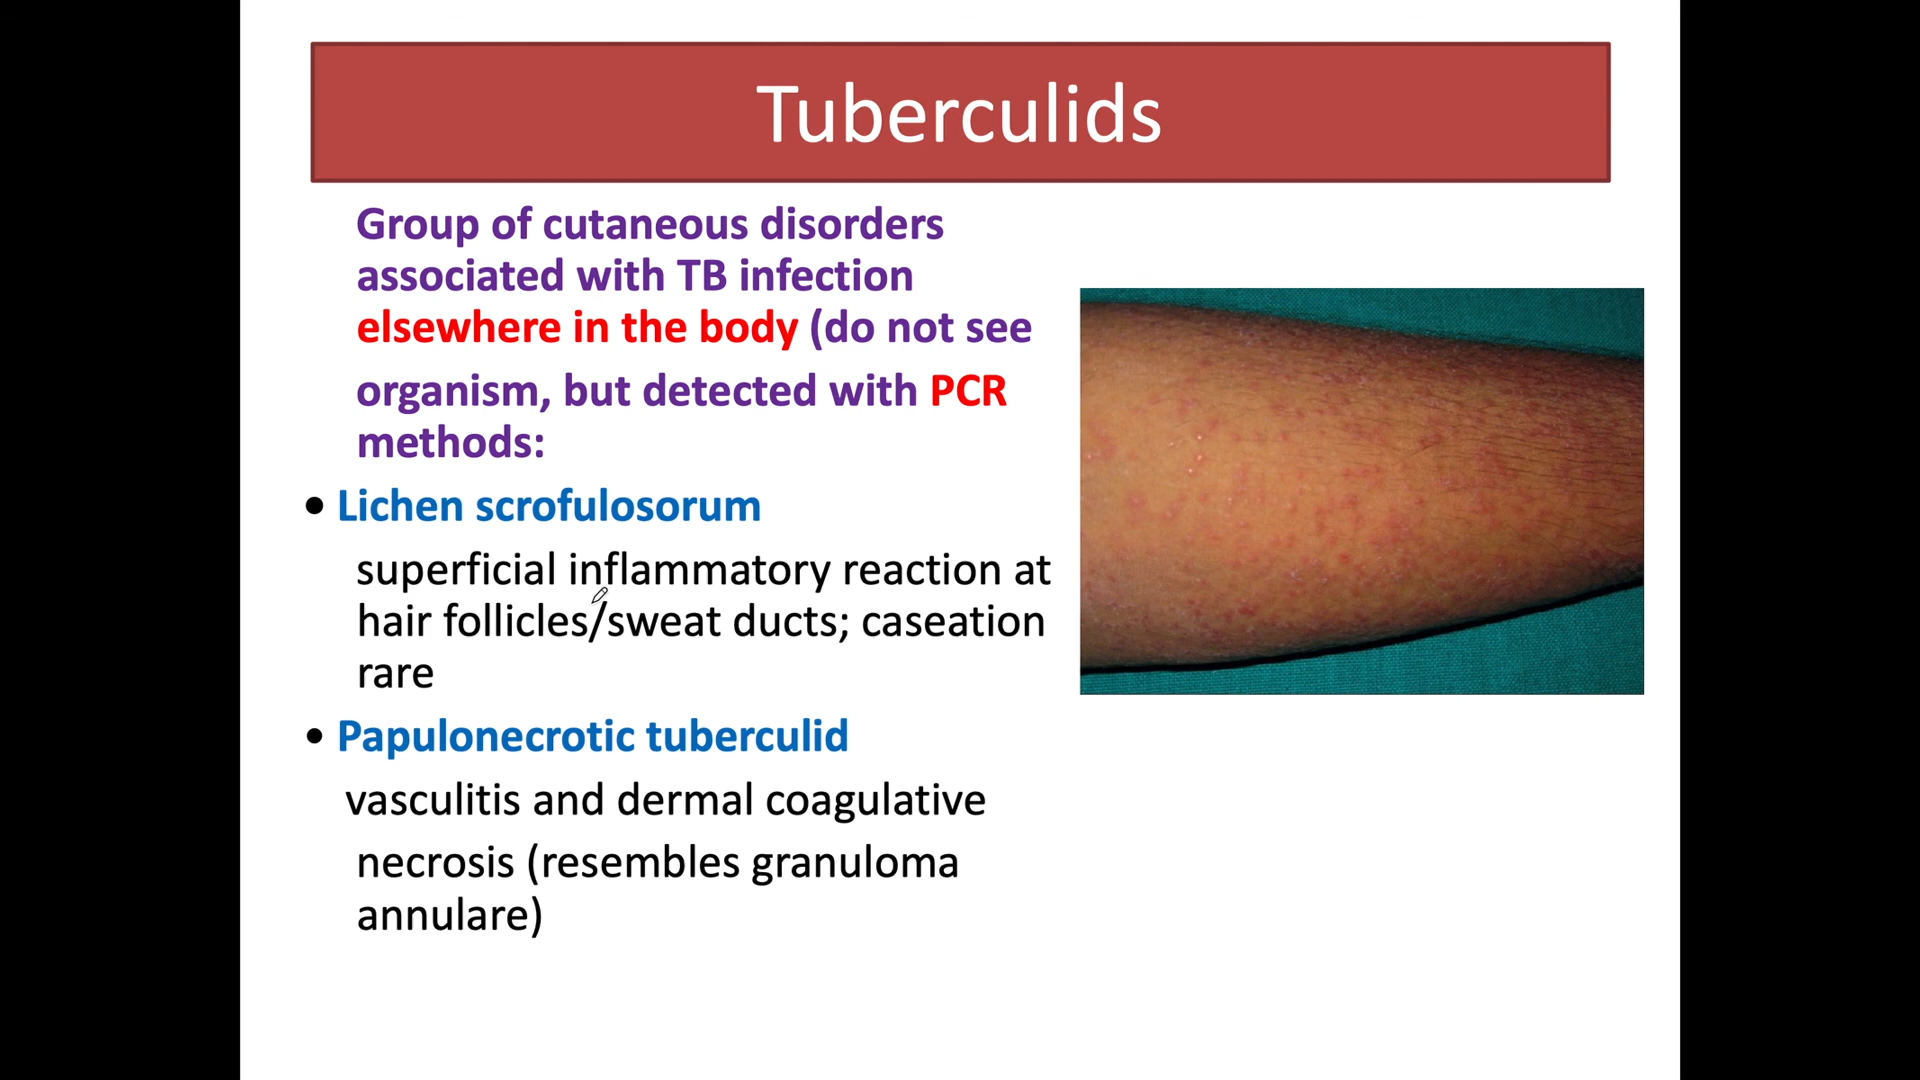 Tuberculids
Group of cutaneous disorders
associated with TB infection
elsewhere in the body (do not see
organism, but detected with PCR
methods:
• Lichen scrofulosorum
superficial inflammatory reaction at
hair follicles/sweat ducts; caseation
rare
• Papulonecrotic tuberculid
vasculitis and dermal coagulative
necrosis (resembles granuloma
annulare)